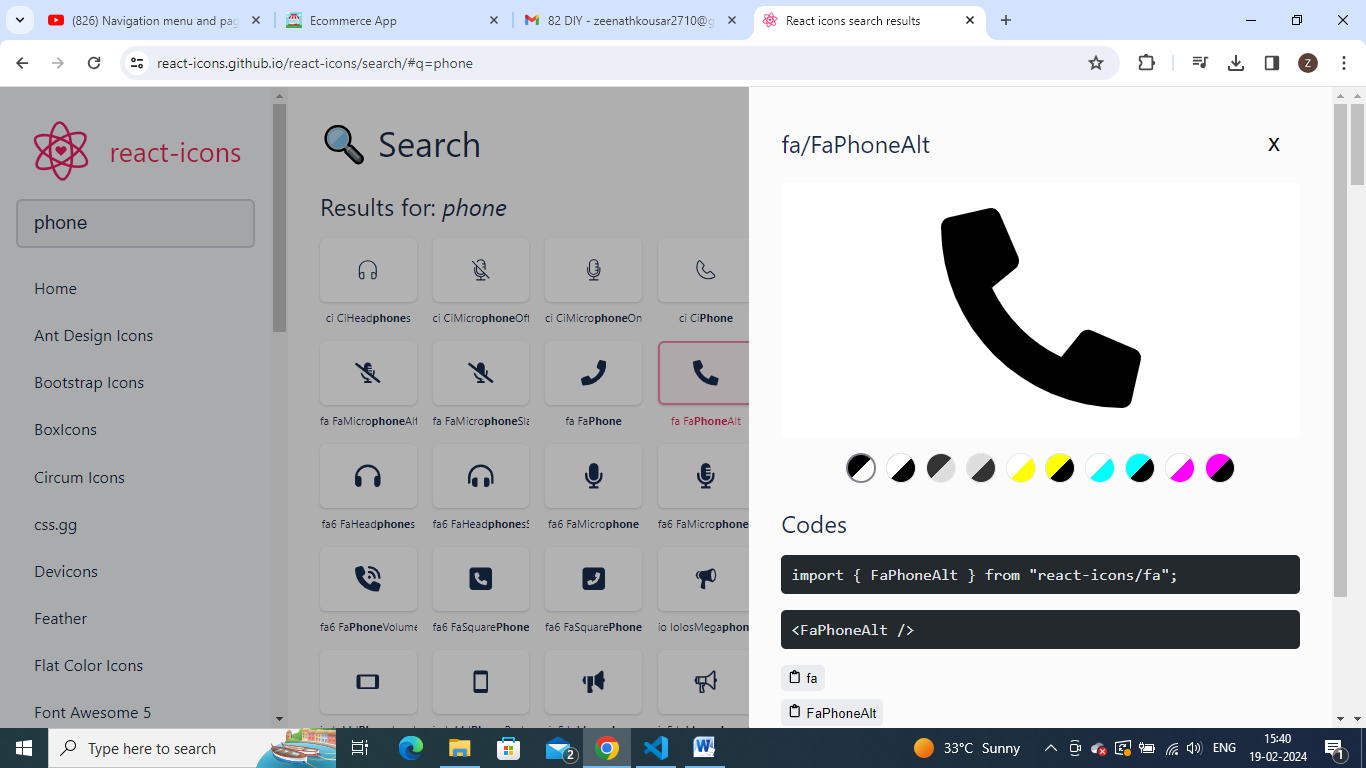 (826) Navigation menu and pag
Ecommerce App
82 DIY - zeenathkousar2710@g
React icons search results
react-icons.github.io/react-icons/search/#q=phone
Z
react-icons
phone
Home
Ant Design Icons
Bootstrap Icons
BoxIcons
Circum Icons
css.gg
Devicons
Feather
Flat Color Icons
Font Awesome 5
Search
Results for: phone
ci CiHeadphones
ci CiMicrophoneOff
ci CiMicrophoneOn
ci CiPhone
fa FaMicrophoneAlt
fa FaMicrophoneSla
fa FaPhone
fa FaPhoneAlt
fa6 FaHeadphones
fa6 FaHeadphonesS
fa6 FaMicrophone
fa6 FaMicrophone
fa6 FaPhoneVolume
fa6 FaSquarePhone
fa6 FaSquarePhone
io IoIosMegaphon
fa/FaPhoneAlt
X
Codes
import { FaPhoneAlt } from "react-icons/fa";
<FaPhoneAlt />
fa
FaPhoneAlt
Type here to search
2
W
33°C Sunny
ENG
15:40
19-02-2024
1